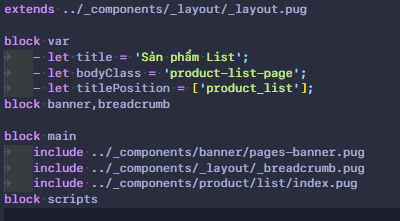 extends ../_components/_layout/_layout.pug
block var
- let title = 'Sản phẩm List';
- let bodyClass = 'product-list-page';
- let titlePosition = ['product_list'];
block banner,breadcrumb
block main
include ../_components/banner/pages-banner.pug
include ../_components/_layout/_breadcrumb.pug
include ../_components/product/list/index.pug
block scripts